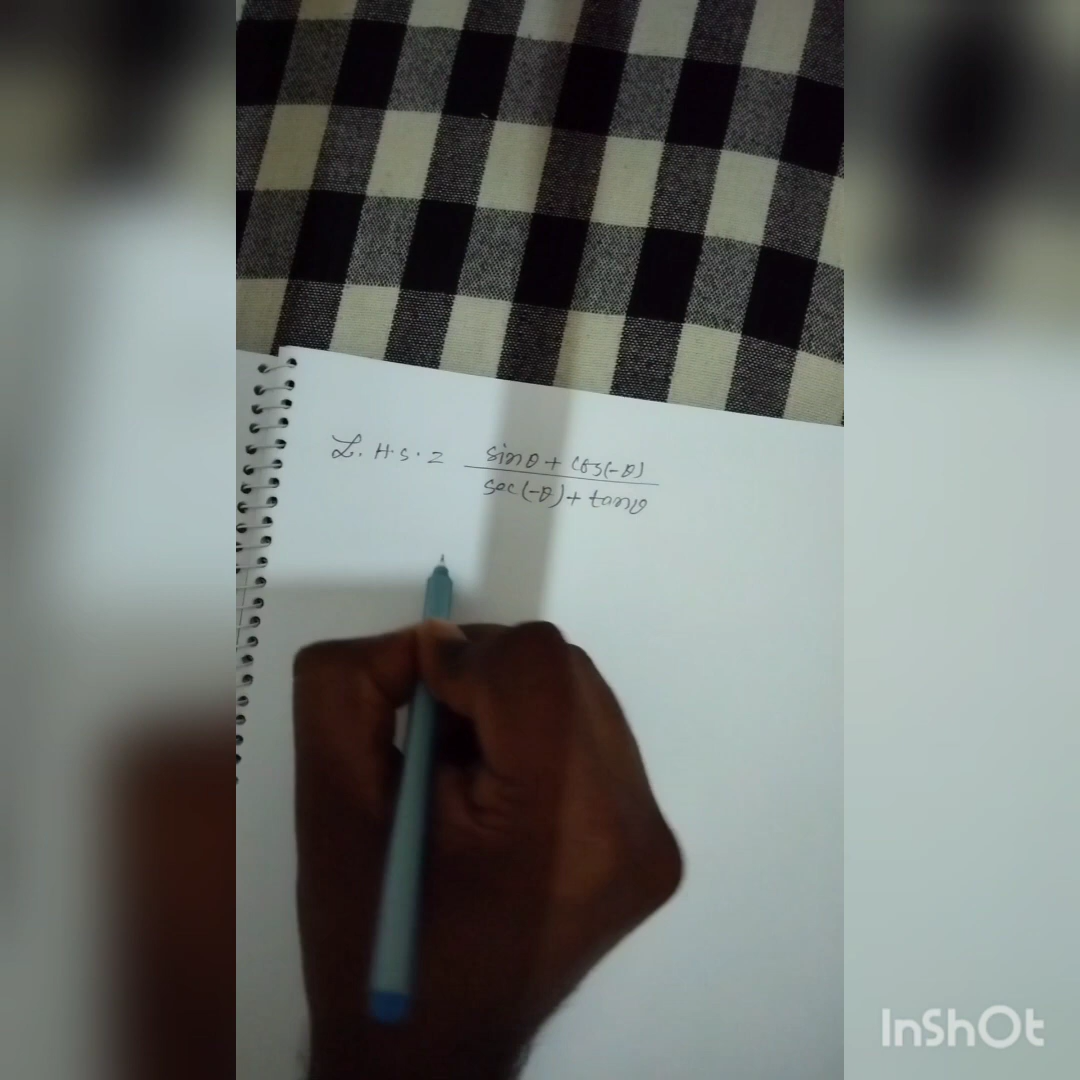 L.H.S. = sinθ + cos(-θ)
sec(-θ) + tanθ
InShOt